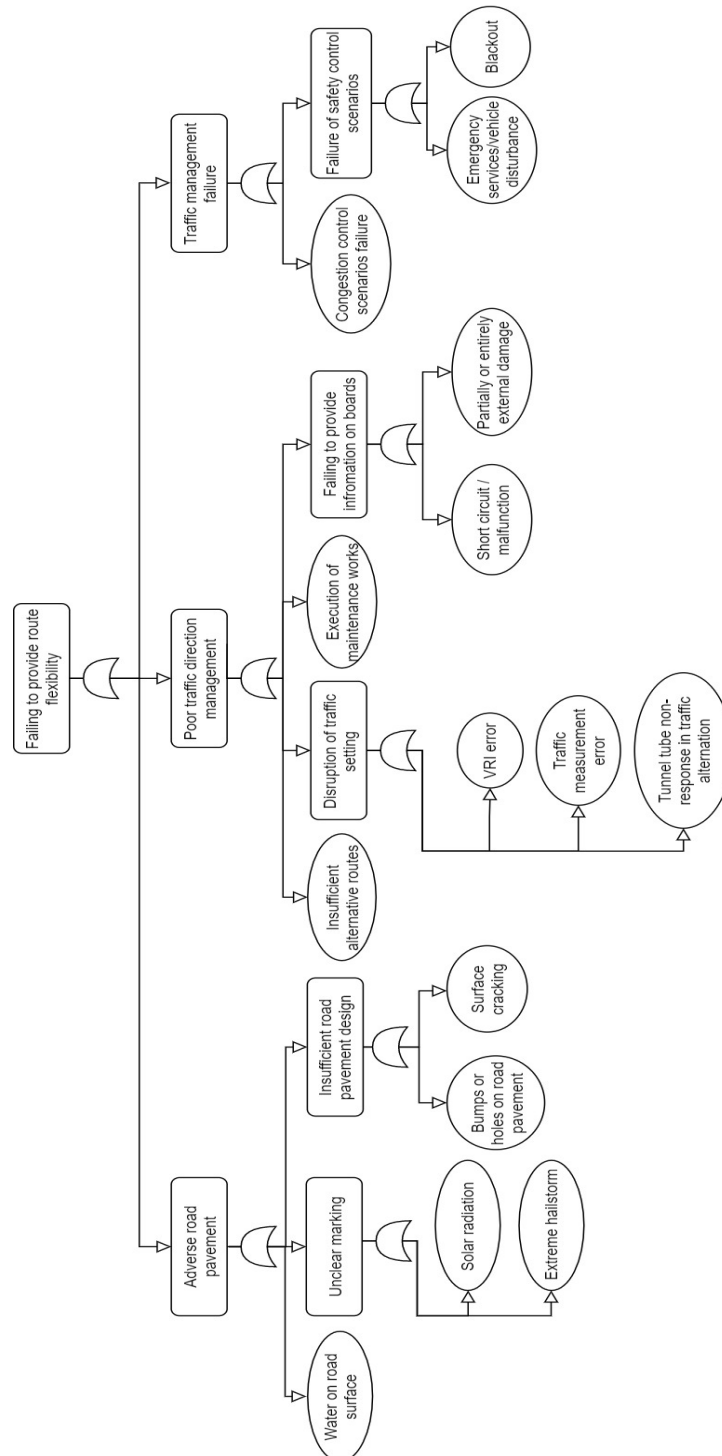 Failing to provide route
flexibility
Adverse road
pavement
Poor traffic direction
management
Traffic management
failure
Water on road
surface
Unclear marking
Insufficient road
pavement design
Insufficient
alternative routes
Disruption of traffic
setting
Execution of
maintenance works
Failing to provide
infromation on boards
Congestion control
scenarios failure
Failure of safety control
scenarios
Solar radiation
Extreme hailstorm
Bumps or
holes on road
pavement
Surface
cracking
VRI error
Traffic
measurement
error
Tunnel tube non-
response in traffic
alternation
Short circuit /
malfunction
Partially or entirely
external damage
Emergency
services/vehicle
disturbance
Blackout